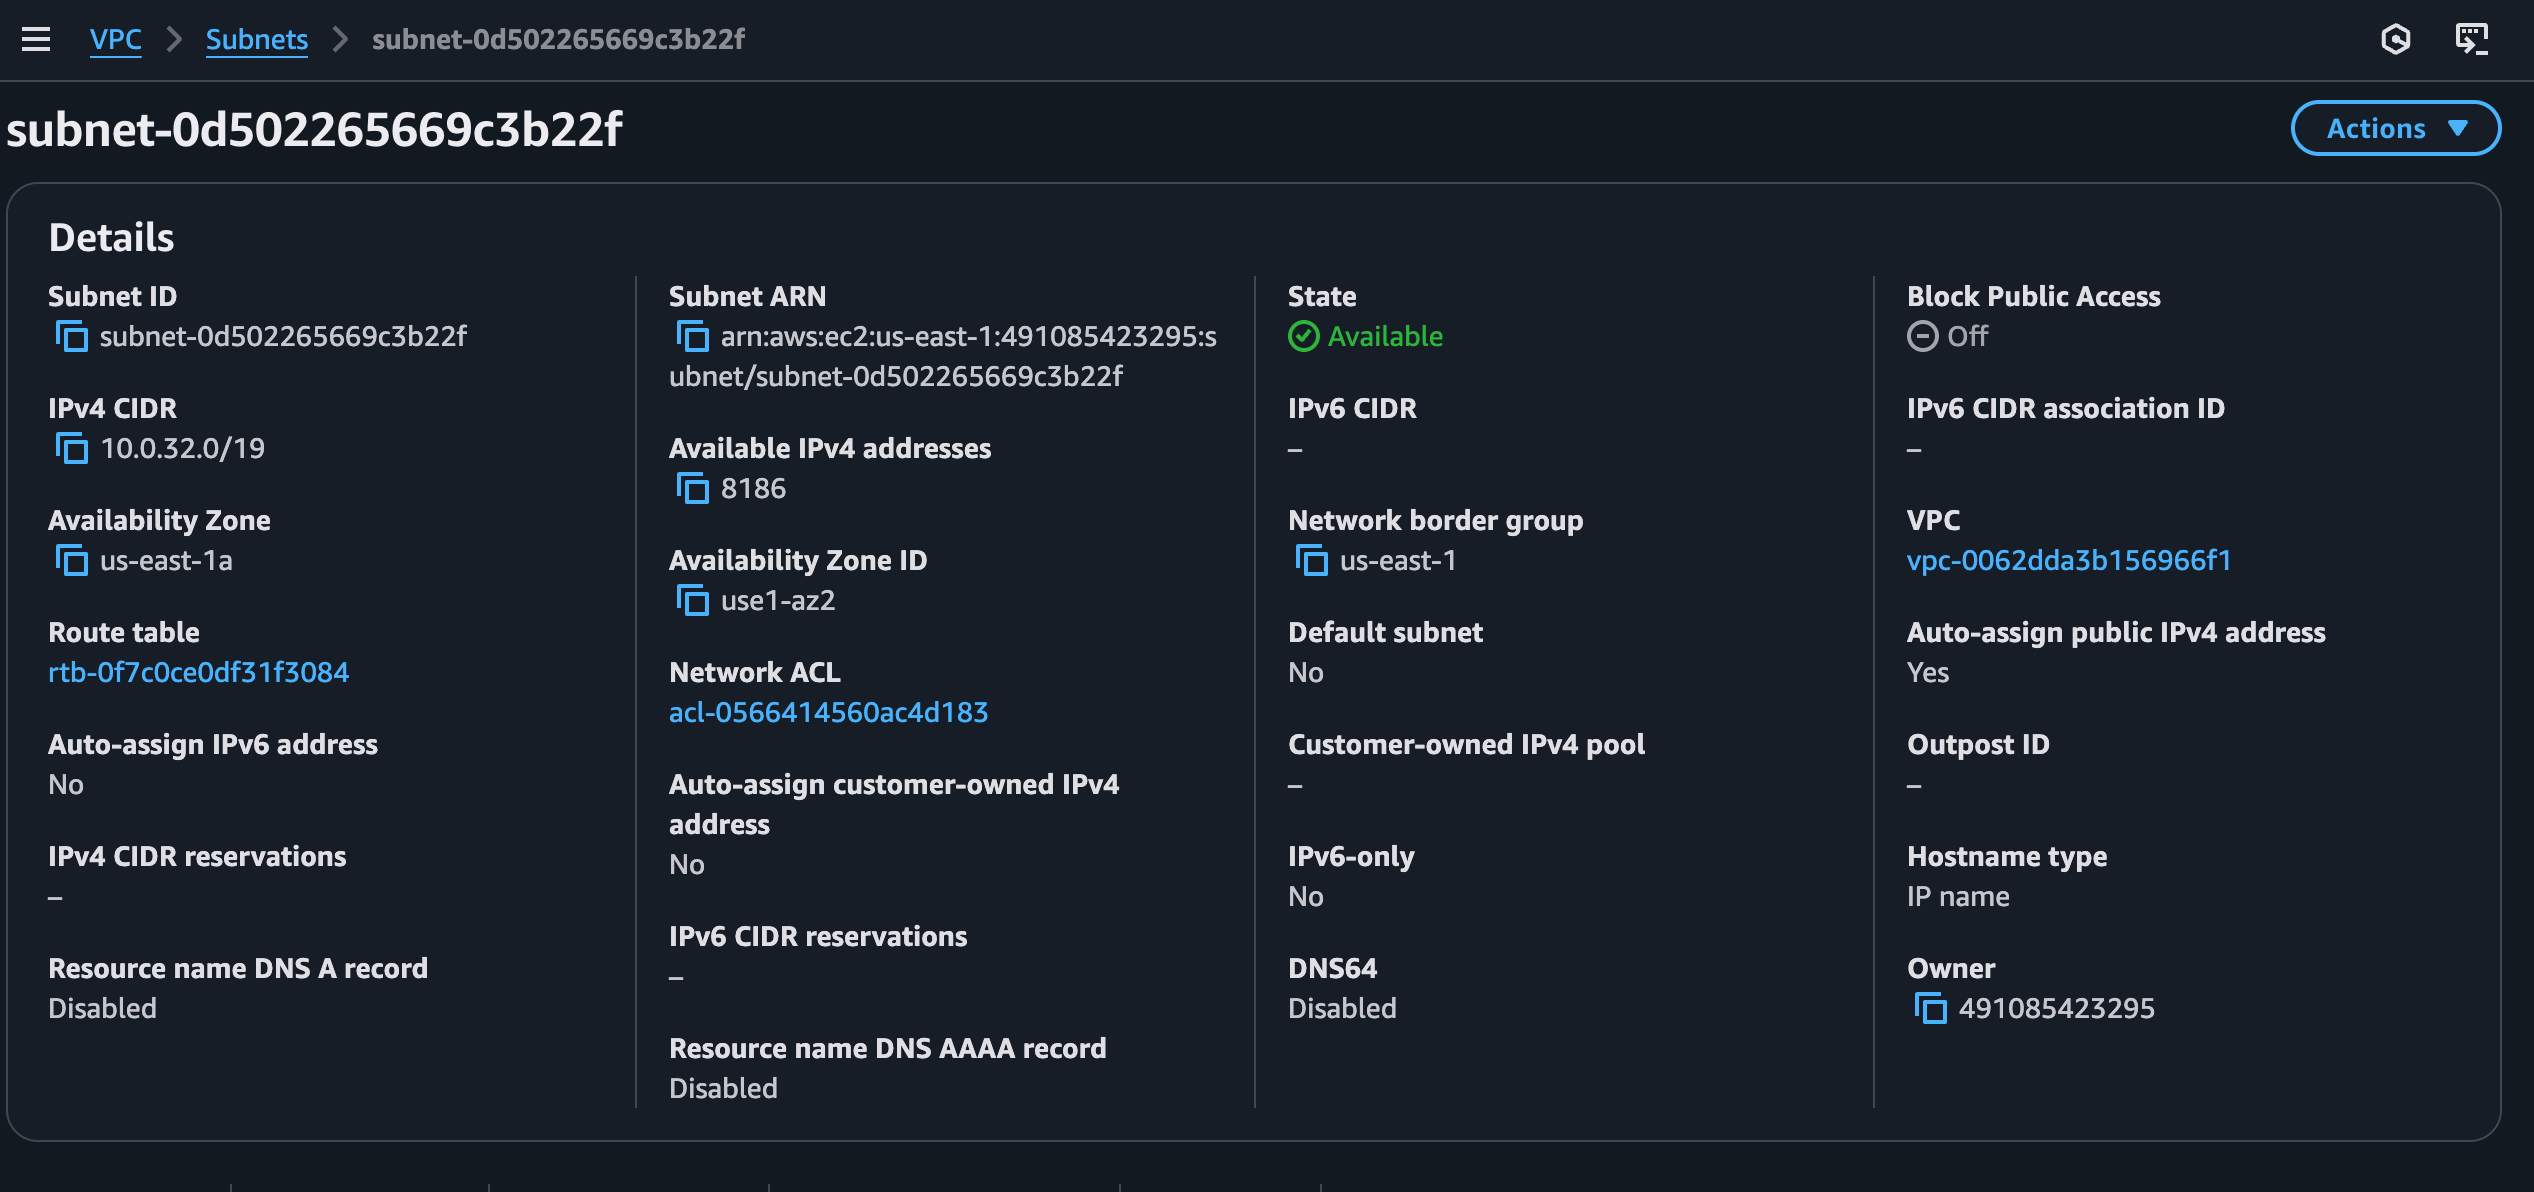 VPC Subnets subnet-0d502265669c3b22f
subnet-0d502265669c3b22f
Actions
Details
Subnet ID
subnet-0d502265669c3b22f
IPv4 CIDR
10.0.32.0/19
Availability Zone
us-east-1a
Route table
rtb-0f7c0ce0df31f3084
Auto-assign IPv6 address
No
IPv4 CIDR reservations
–
Resource name DNS A record
Disabled
Subnet ARN
arn:aws:ec2:us-east-1:491085423295:s
ubnet/subnet-0d502265669c3b22f
Available IPv4 addresses
8186
Availability Zone ID
use1-az2
Network ACL
acl-0566414560ac4d183
Auto-assign customer-owned IPv4
address
No
IPv6 CIDR reservations
–
Resource name DNS AAAA record
Disabled
State
Available
IPv6 CIDR
–
Network border group
us-east-1
Default subnet
No
Customer-owned IPv4 pool
–
IPv6-only
No
DNS64
Disabled
Block Public Access
Off
IPv6 CIDR association ID
–
VPC
vpc-0062dda3b156966f1
Auto-assign public IPv4 address
Yes
Outpost ID
–
Hostname type
IP name
Owner
491085423295